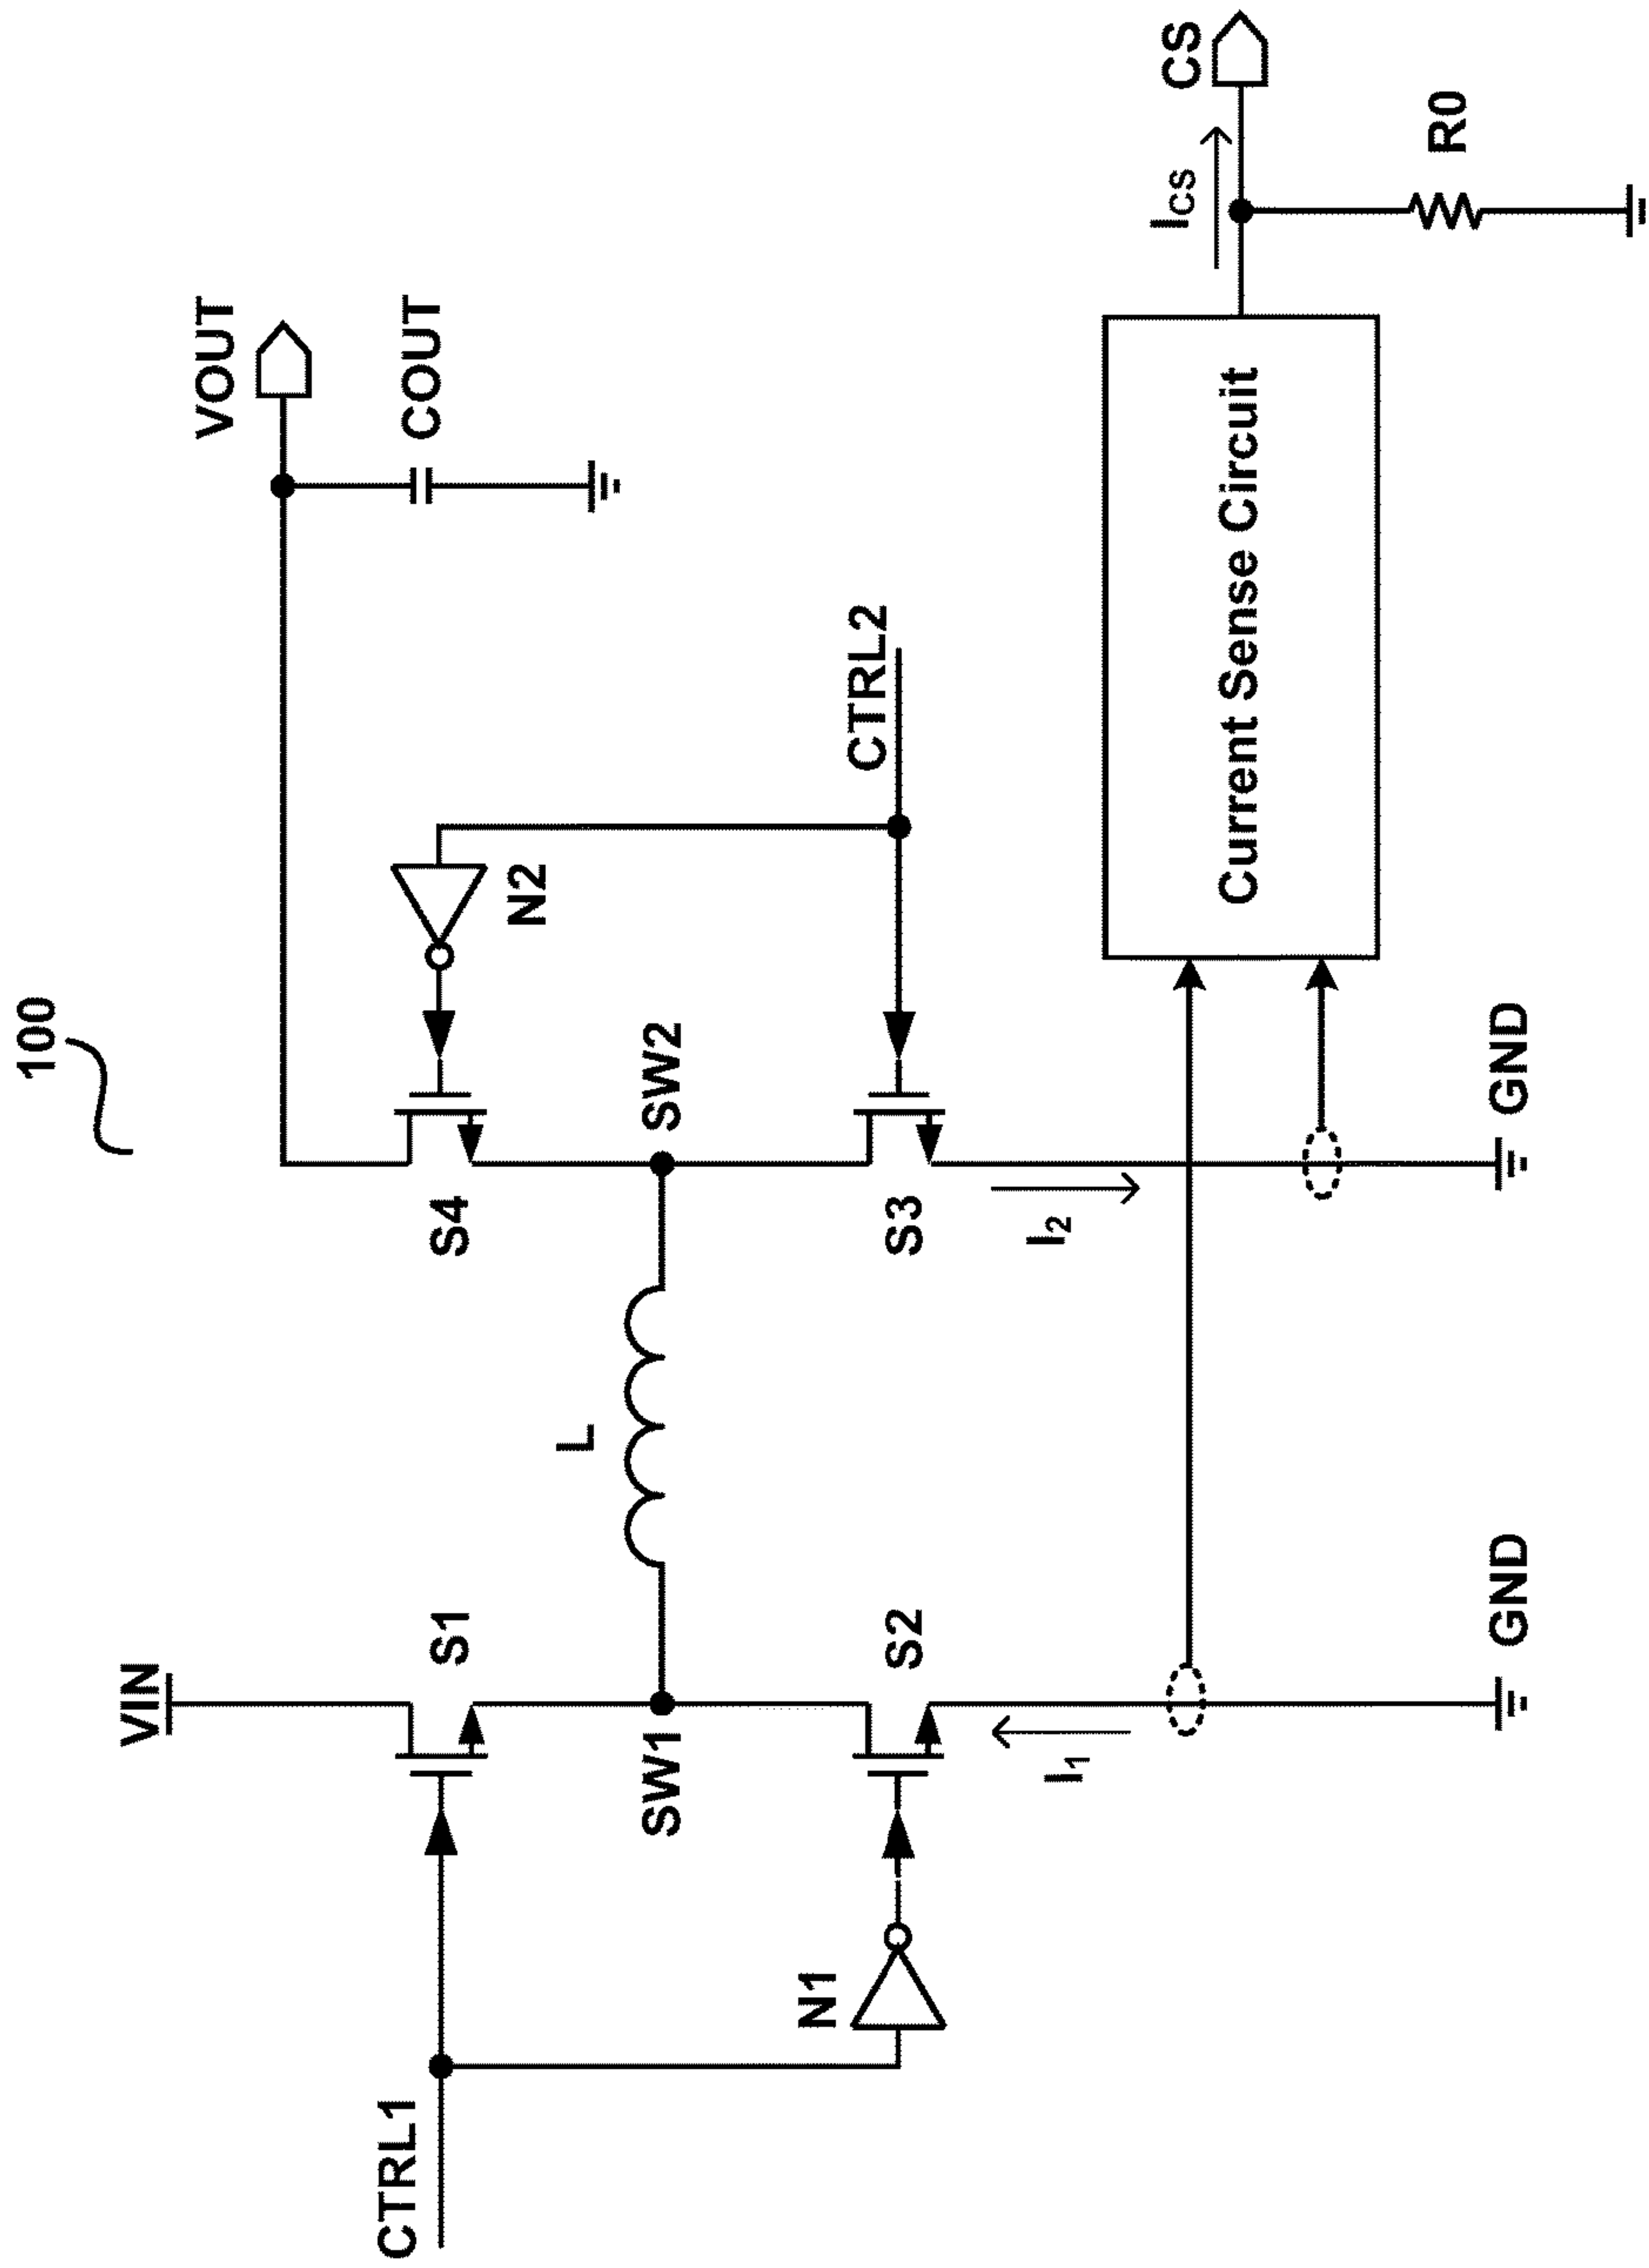 100
VIN
VOUT
S1
S4
COUT
CTRL1
N2
L
SW1
SW2
CTRL2
N1
S2
S3
I1
I2
Current Sense Circuit
ICS
CS
R0
GND
GND